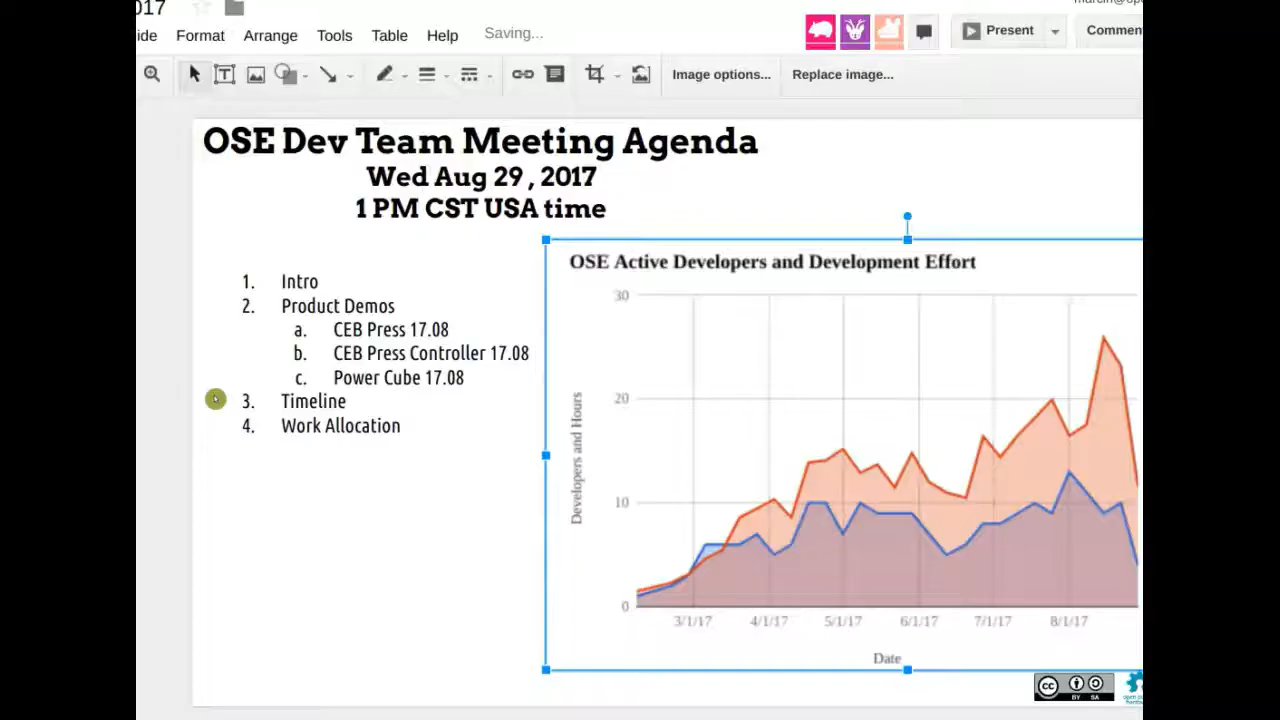 017
ide Format Arrange Tools Table Help Saving...
Present
Commen
Image options... Replace image...
OSE Dev Team Meeting Agenda
Wed Aug 29 , 2017
1 PM CST USA time
1. Intro
2. Product Demos
a. CEB Press 17.08
b. CEB Press Controller 17.08
c. Power Cube 17.08
3. Timeline
4. Work Allocation
OSE Active Developers and Development Effort
Developers and Hours
30
20
10
0
3/1/17 4/1/17 5/1/17 6/1/17 7/1/17 8/1/17
Date
CC BY SA